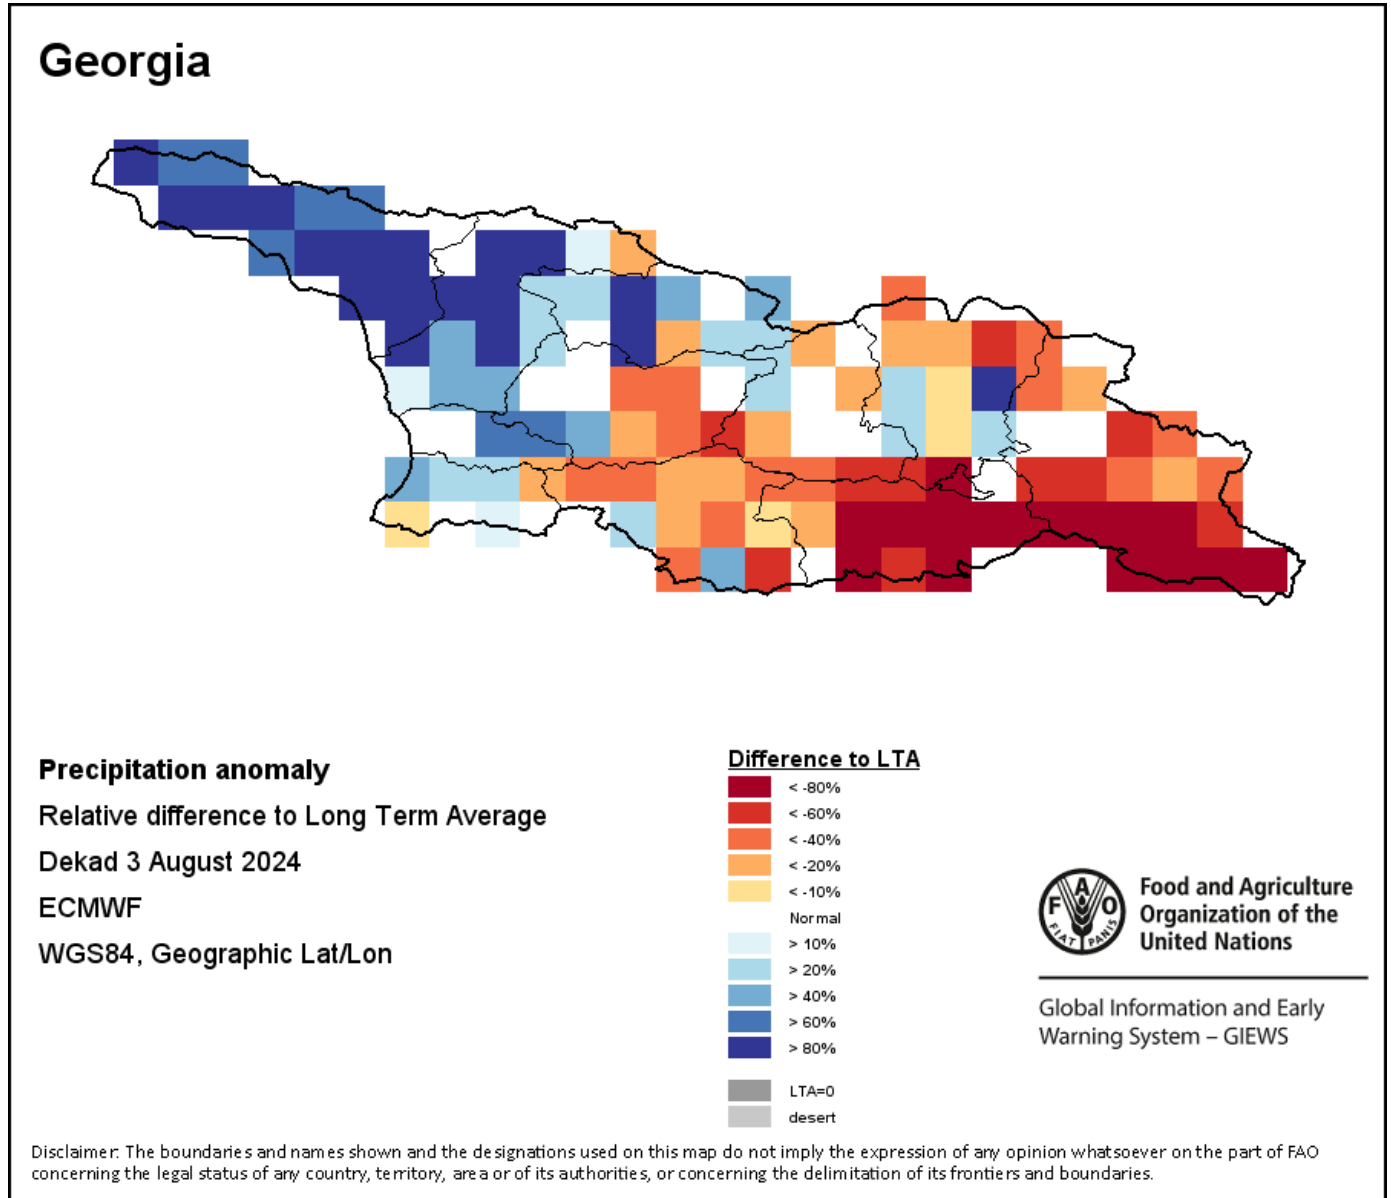 Georgia
Precipitation anomaly
Relative difference to Long Term Average
Dekad 3 August 2024
ECMWF
WGS84, Geographic Lat/Lon
Difference to LTA
< -80%
< -60%
< -40%
< -20%
< -10%
Normal
> 10%
> 20%
> 40%
> 60%
> 80%
LTA=0
desert
F A O
FIAT PANIS
Food and Agriculture
Organization of the
United Nations
Global Information and Early
Warning System – GIEWS
Disclaimer: The boundaries and names shown and the designations used on this map do not imply the expression of any opinion whatsoever on the part of FAO
concerning the legal status of any country, territory, area or of its authorities, or concerning the delimitation of its frontiers and boundaries.